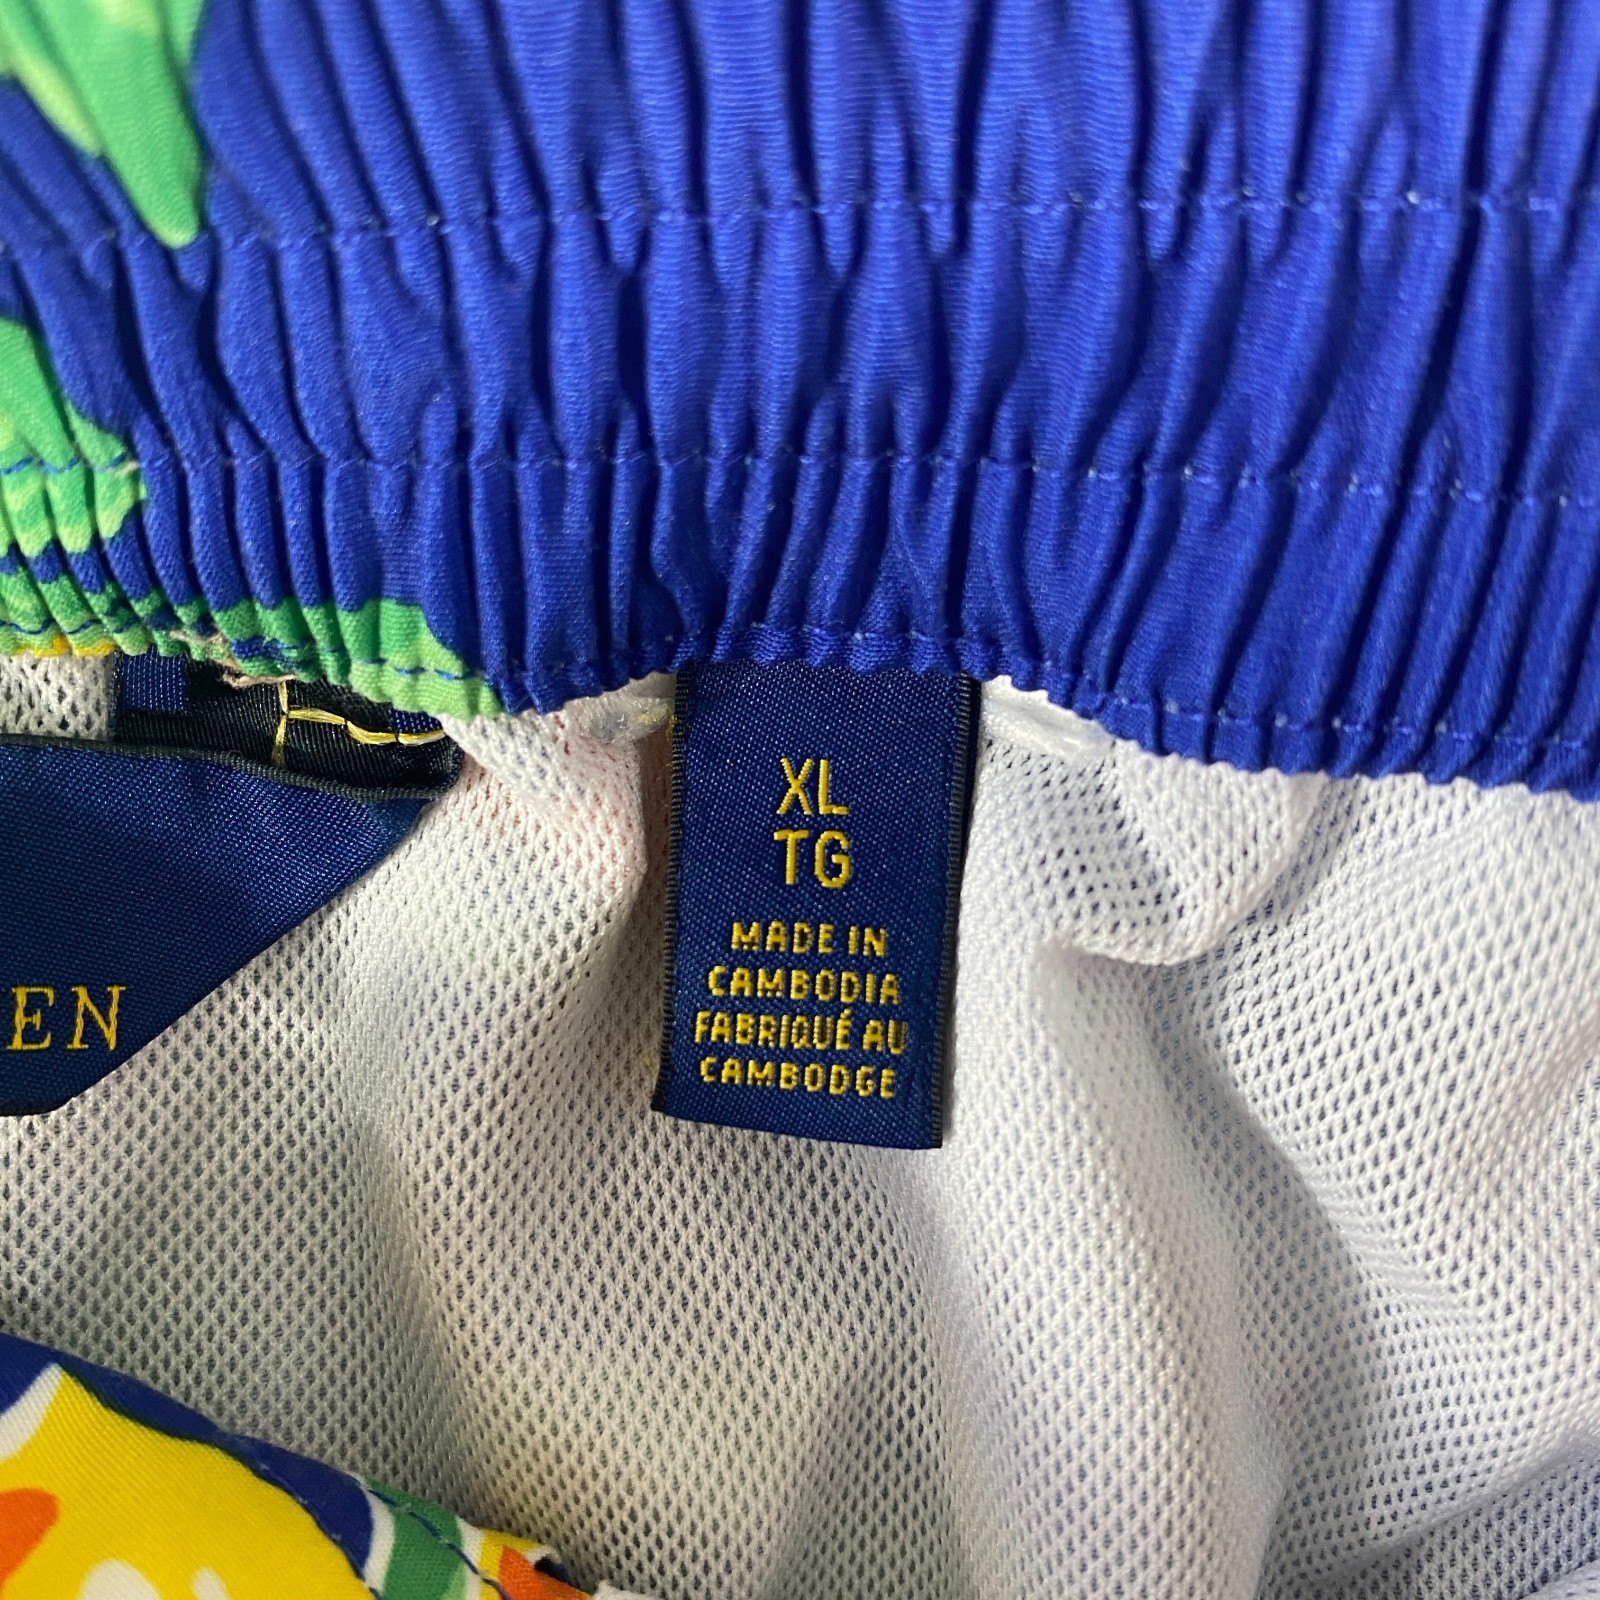 XL
TG
MADE IN
CAMBODIA
FABRIQUÉ AU
CAMBODGE
EN